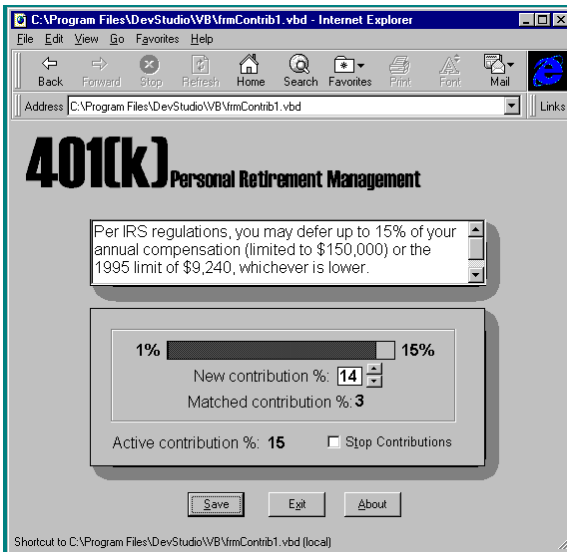 C:\Program Files\DevStudio\VB\frmContrib1.vbd - Internet Explorer
File Edit View Go Favorites Help
Back Forward Stop Refresh Home Search Favorites Print Font Mail
Address C:\Program Files\DevStudio\VB\frmContrib1.vbd Links
401(k) Personal Retirement Management
Per IRS regulations, you may defer up to 15% of your
annual compensation (limited to $150,000) or the
1995 limit of $9,240, whichever is lower.
1% 15%
New contribution %: 14
Matched contribution %: 3
Active contribution %: 15 Stop Contributions
Save Exit About
Shortcut to C:\Program Files\DevStudio\VB\frmContrib1.vbd (local)